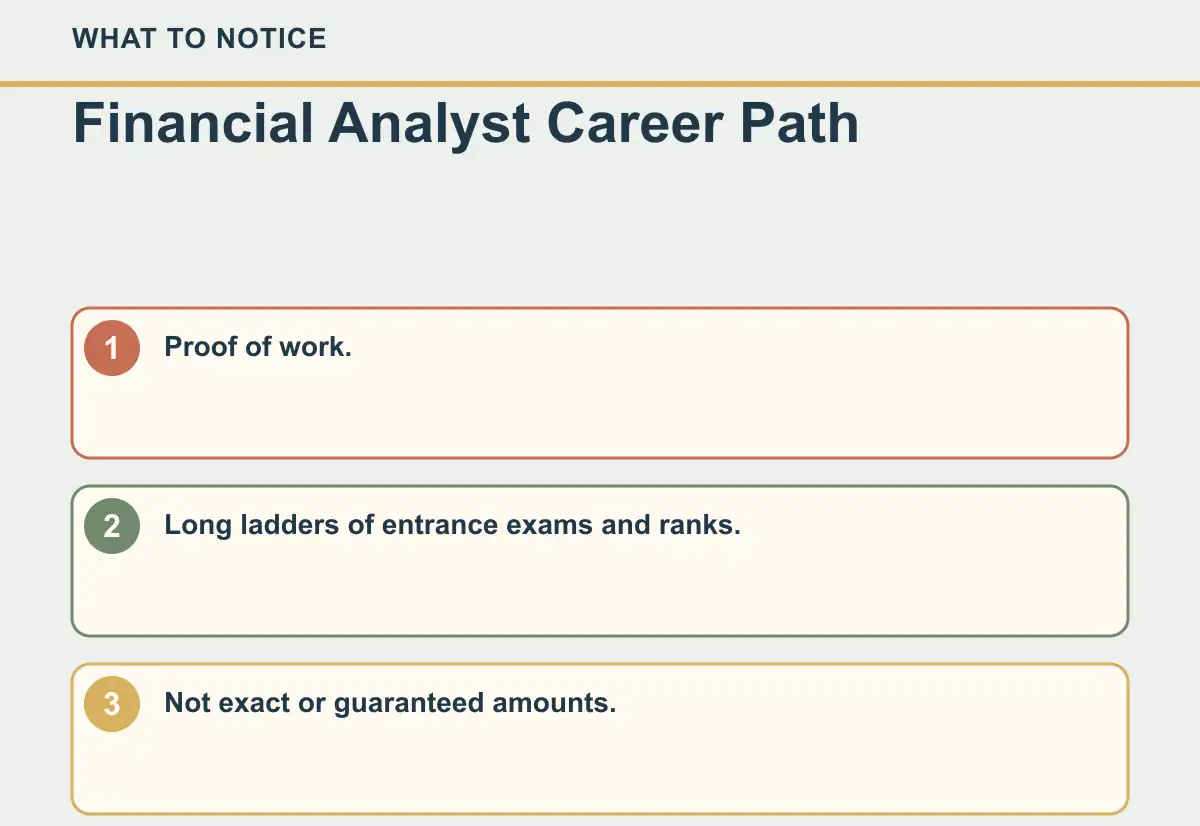 WHAT TO NOTICE
Financial Analyst Career Path
1 Proof of work.
2 Long ladders of entrance exams and ranks.
3 Not exact or guaranteed amounts.